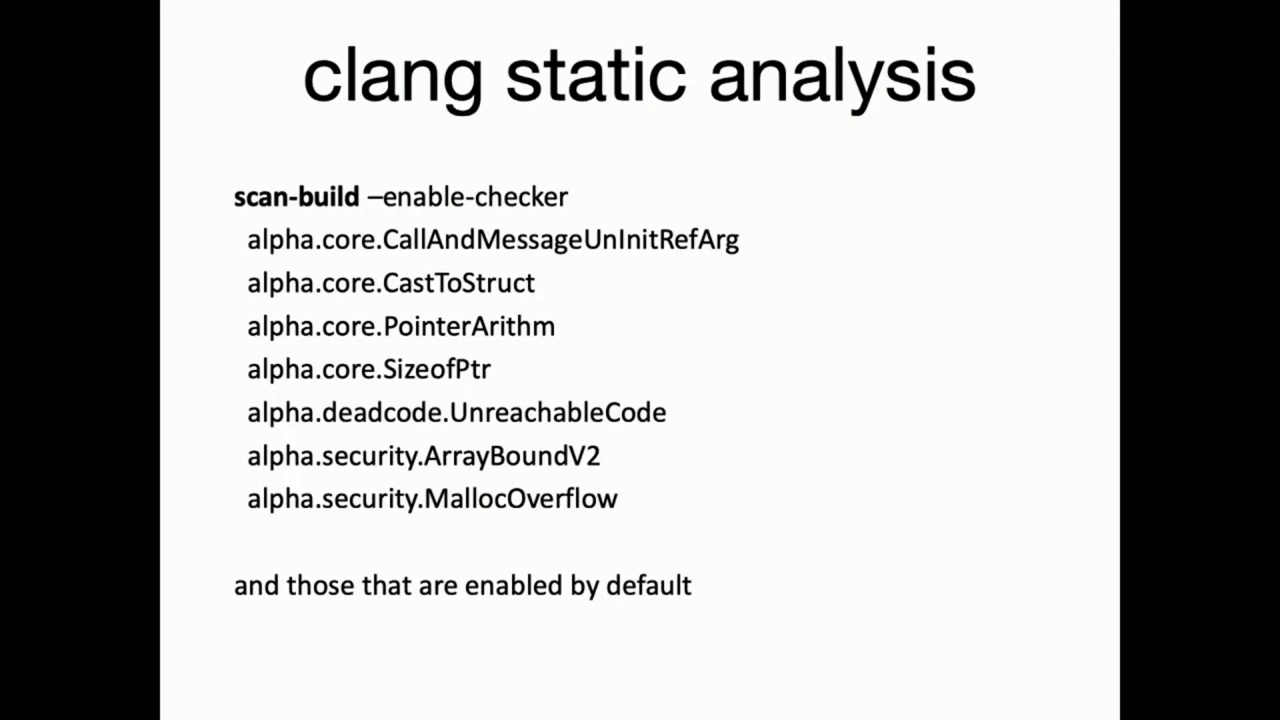 clang static analysis
scan-build –enable-checker
alpha.core.CallAndMessageUnInitRefArg
alpha.core.CastToStruct
alpha.core.PointerArithm
alpha.core.SizeofPtr
alpha.deadcode.UnreachableCode
alpha.security.ArrayBoundV2
alpha.security.MallocOverflow
and those that are enabled by default